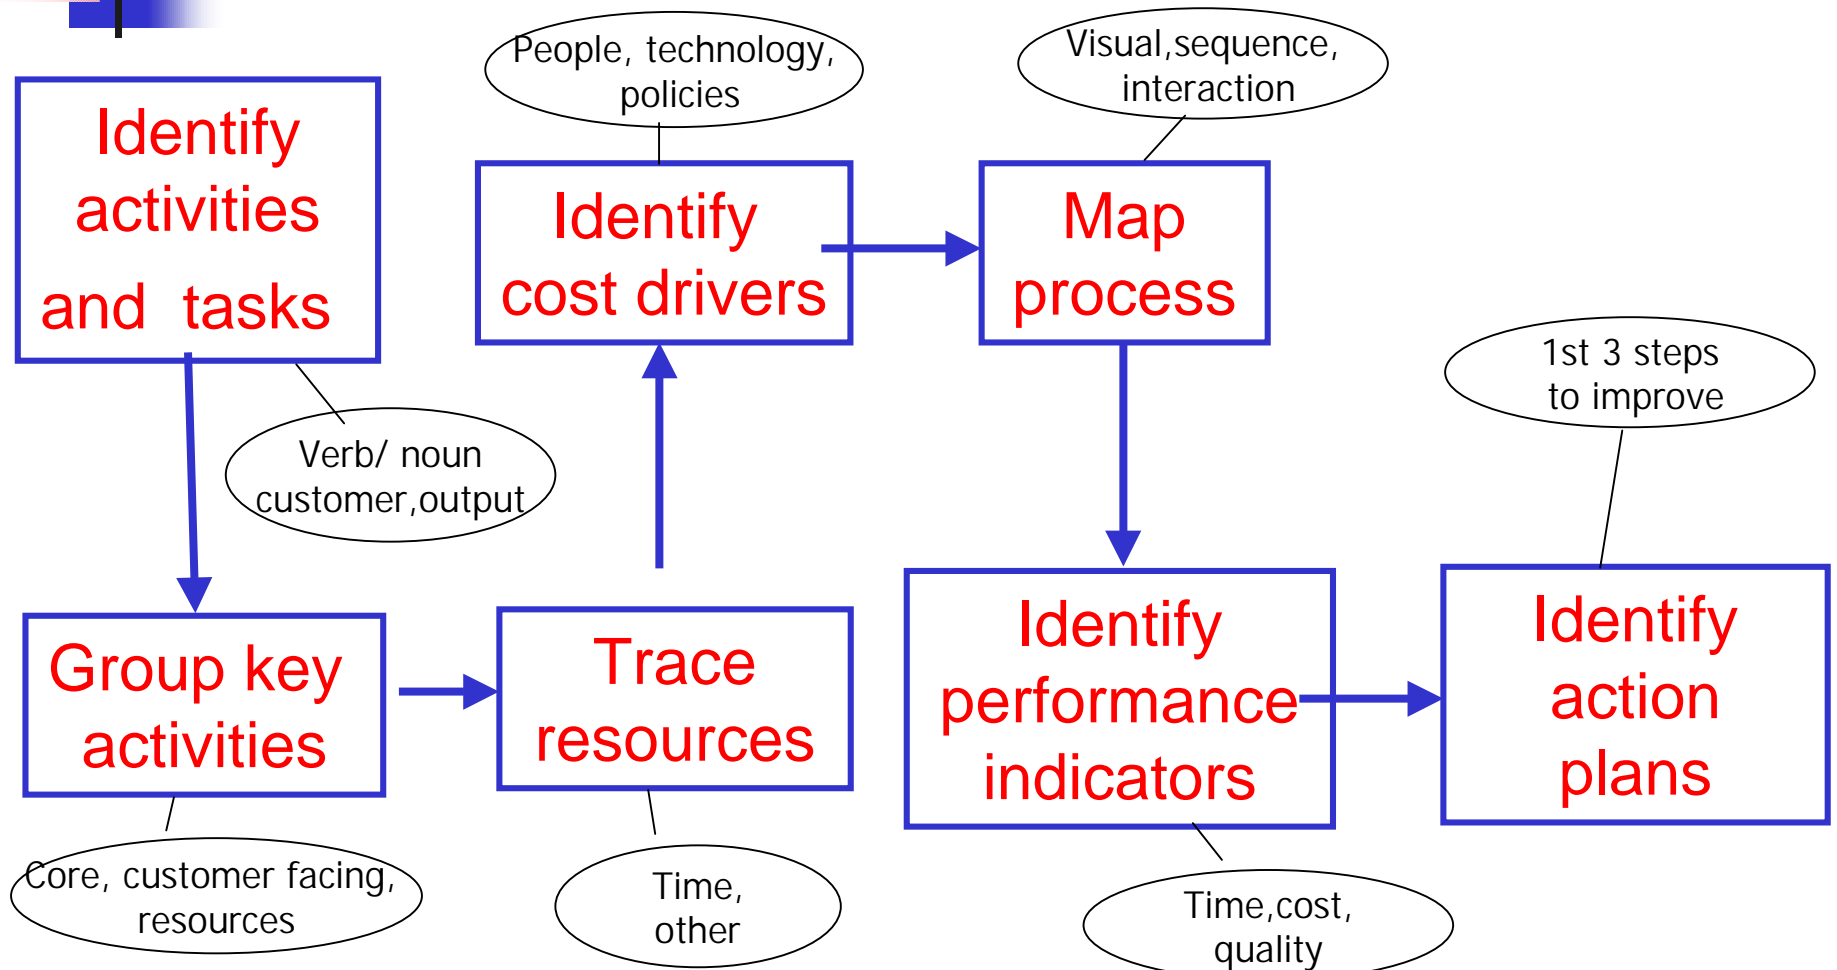 Identify
activities
and tasks
Verb/ noun
customer,output
Group key
activities
Core, customer facing,
resources
Trace
resources
Time,
other
People, technology,
policies
Identify
cost drivers
Visual,sequence,
interaction
Map
process
Identify
performance
indicators
Time,cost,
quality
1st 3 steps
to improve
Identify
action
plans